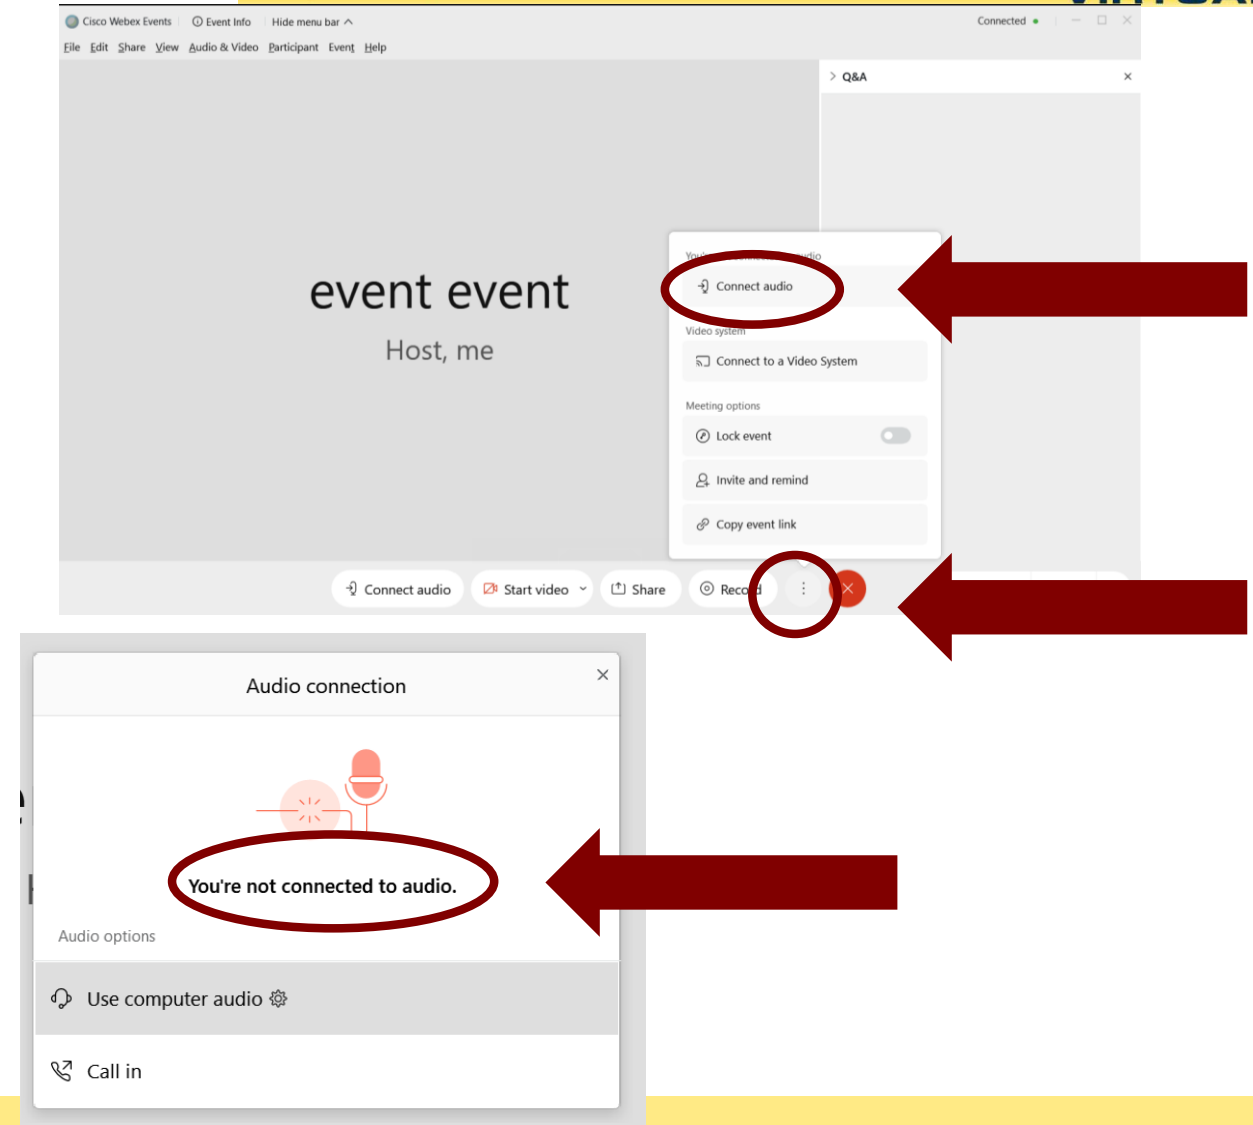 Cisco Webex Events Event Info Hide menu bar Connected
File Edit Share View Audio & Video Participant Event Help
Q&A
event event
Host, me
Connect audio
Video system
Connect to a Video System
Meeting options
Lock event
Invite and remind
Copy event link
Connect audio Start video Share Record
Audio connection
You're not connected to audio.
Audio options
Use computer audio
Call in